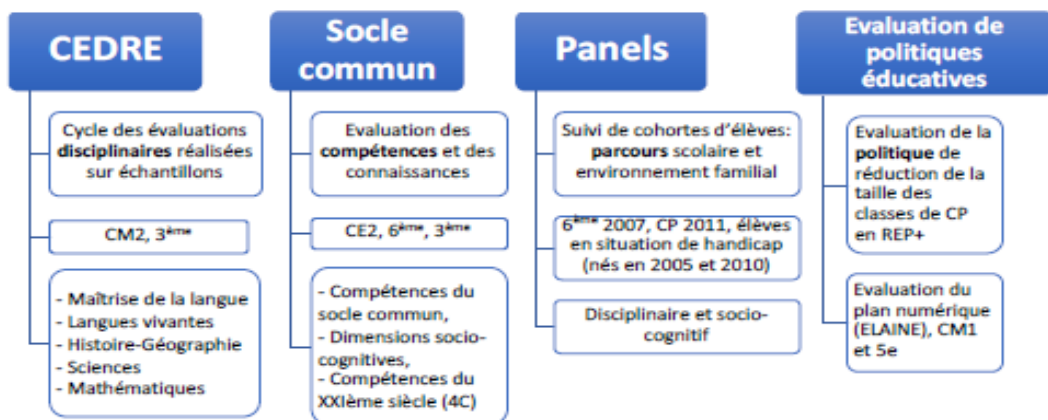 CEDRE
Cycle des évaluations
disciplinaires réalisées
sur échantillons
CM2, 3ème
- Maîtrise de la langue
- Langues vivantes
- Histoire-Géographie
- Sciences
- Mathématiques
Socle
commun
Evaluation des
compétences et des
connaissances
CE2, 6ème, 3ème
- Compétences du
socle commun,
- Dimensions socio-
cognitives,
- Compétences du
XXIème siècle (4C)
Panels
Suivi de cohortes d'élèves:
parcours scolaire et
environnement familial
6ème 2007, CP 2011, élèves
en situation de handicap
(nés en 2005 et 2010)
Disciplinaire et socio-
cognitif
Evaluation de
politiques
éducatives
Evaluation de la
politique de
réduction de la
taille des
classes de CP
en REP+
Evaluation du
plan numérique
(ELAINE), CM1
et 5e